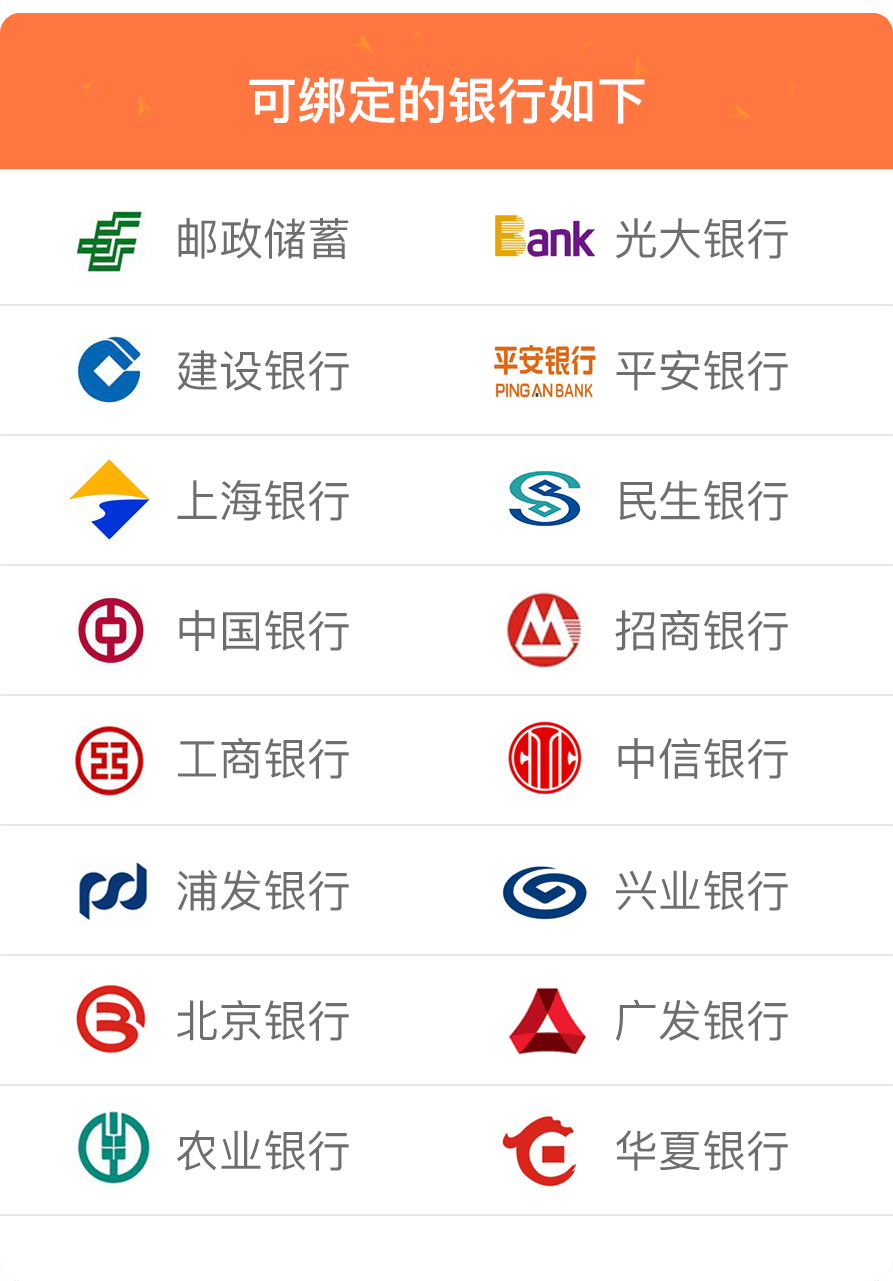 可绑定的银行如下
邮政储蓄
Bank 光大银行
建设银行
平安银行 PINGAN BANK 平安银行
上海银行
民生银行
中国银行
招商银行
工商银行
中信银行
浦发银行
兴业银行
北京银行
广发银行
农业银行
华夏银行